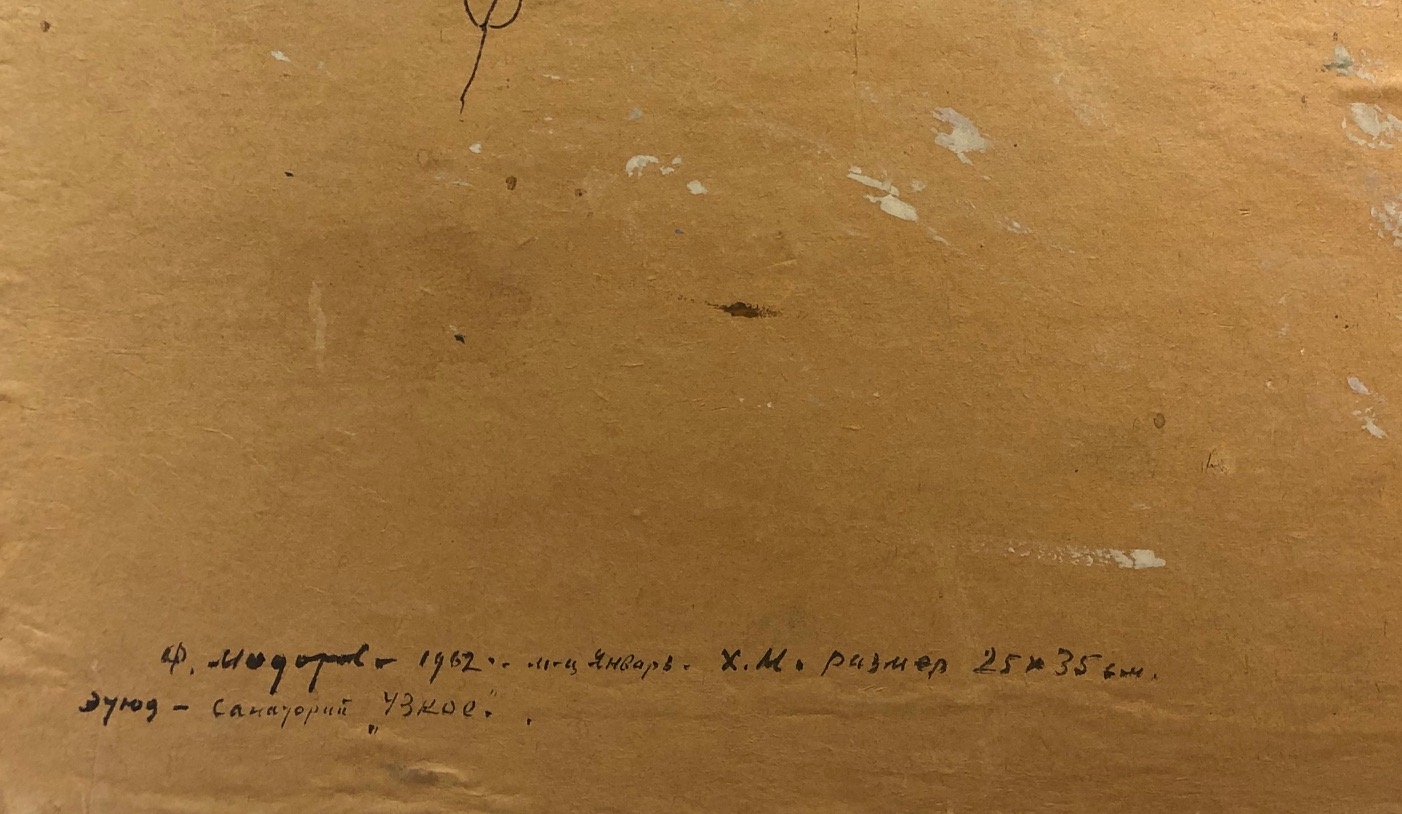 Ф. Модоров - 1962 - м-ц Январь. Х.М. размер 25 x 35 см.
Этюд - санаторий „Узкое".